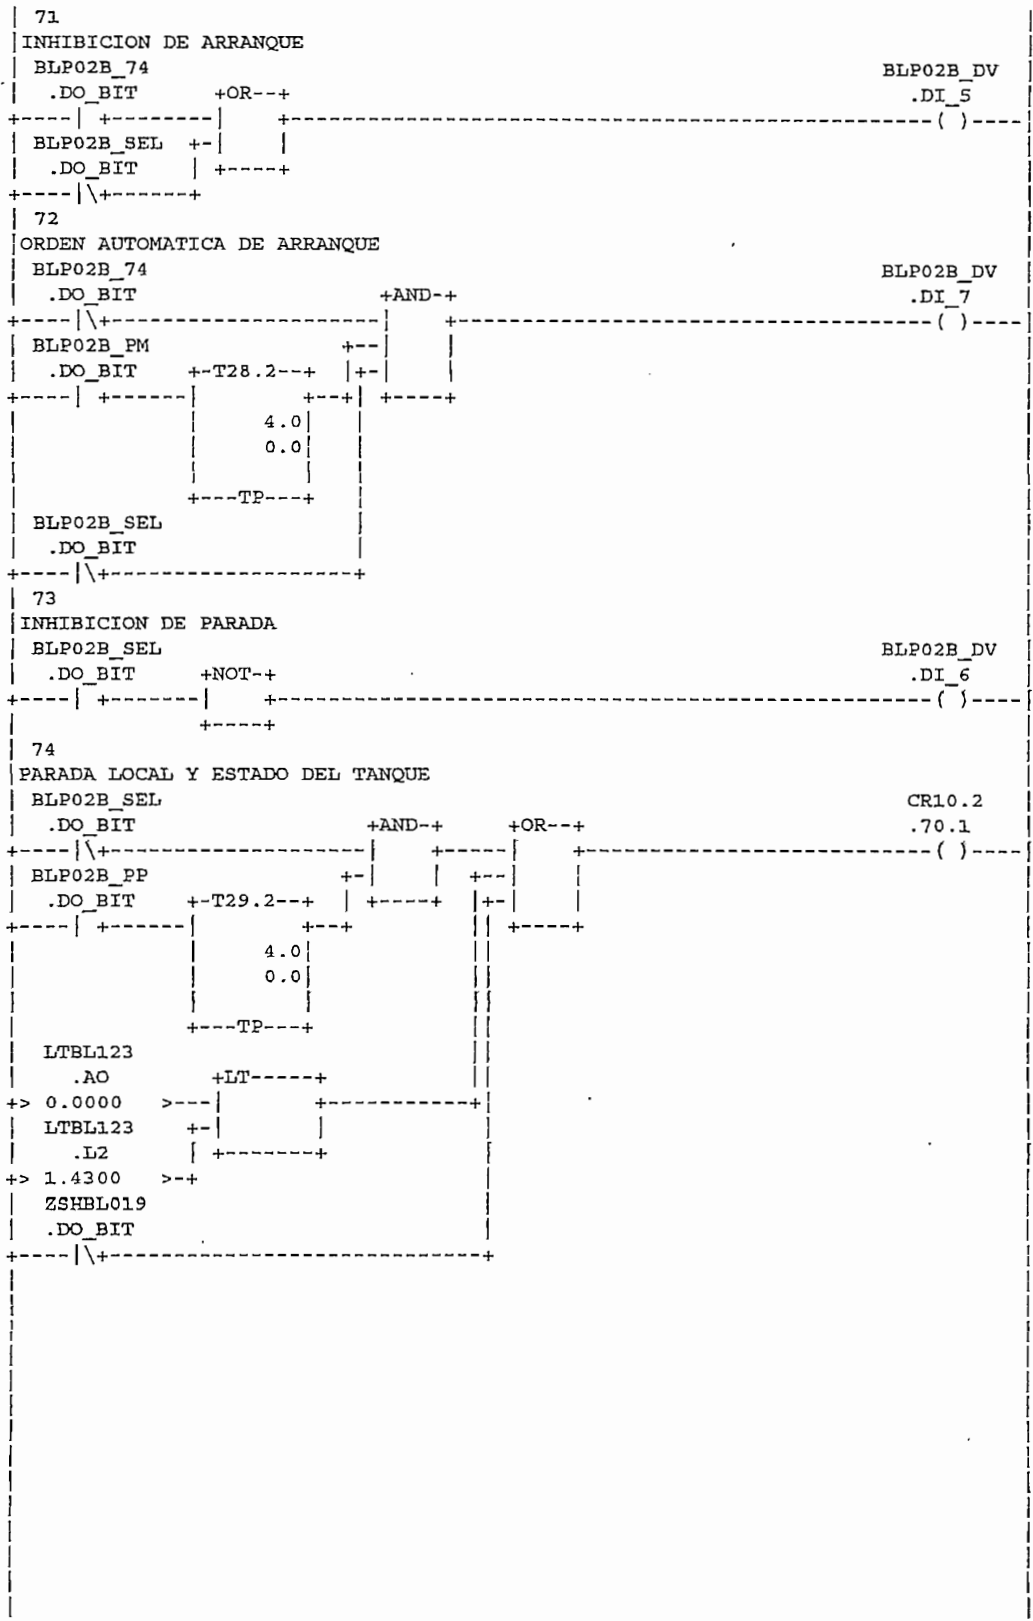 71
INHIBICION DE ARRANQUE
BLP02B_74 BLP02B_DV
.DO_BIT +OR--+ .DI_5
+----| +--------| +--------------------------------------------------( )----|
BLP02B_SEL +-| |
.DO_BIT | +----+
+----|\+------+
72
ORDEN AUTOMATICA DE ARRANQUE
BLP02B_74 BLP02B_DV
.DO_BIT +AND-+ .DI_7
+----|\+---------------------| +-------------------------------------( )----|
BLP02B_PM +--| |
.DO_BIT +-T28.2--+ |+-| |
+----| +------| +--+| +----+
| 4.0|
| 0.0|
| |
+---TP---+
BLP02B_SEL
.DO_BIT
+----|\+-------------------+
73
INHIBICION DE PARADA
BLP02B_SEL BLP02B_DV
.DO_BIT +NOT-+ .DI_6
+----| +-------| +---------------------------------------------------( )----|
+----+
74
PARADA LOCAL Y ESTADO DEL TANQUE
BLP02B_SEL CR10.2
.DO_BIT +AND-+ +OR--+ .70.1
+----|\+--------------------| +-----| +---------------------------( )----|
BLP02B_PP +-| | +--| |
.DO_BIT +-T29.2--+ | +----+ |+-| |
+----| +------| +--+ || +----+
| 4.0| ||
| 0.0| ||
| | ||
+---TP---+ ||
LTBL123 ||
.AO +LT-----+ ||
+> 0.0000 >---| +-----------+|
LTBL123 +-| | |
.L2 | +-------+ |
+> 1.4300 >-+ |
ZSHBL019 |
.DO_BIT |
+----|\+-----------------------------+